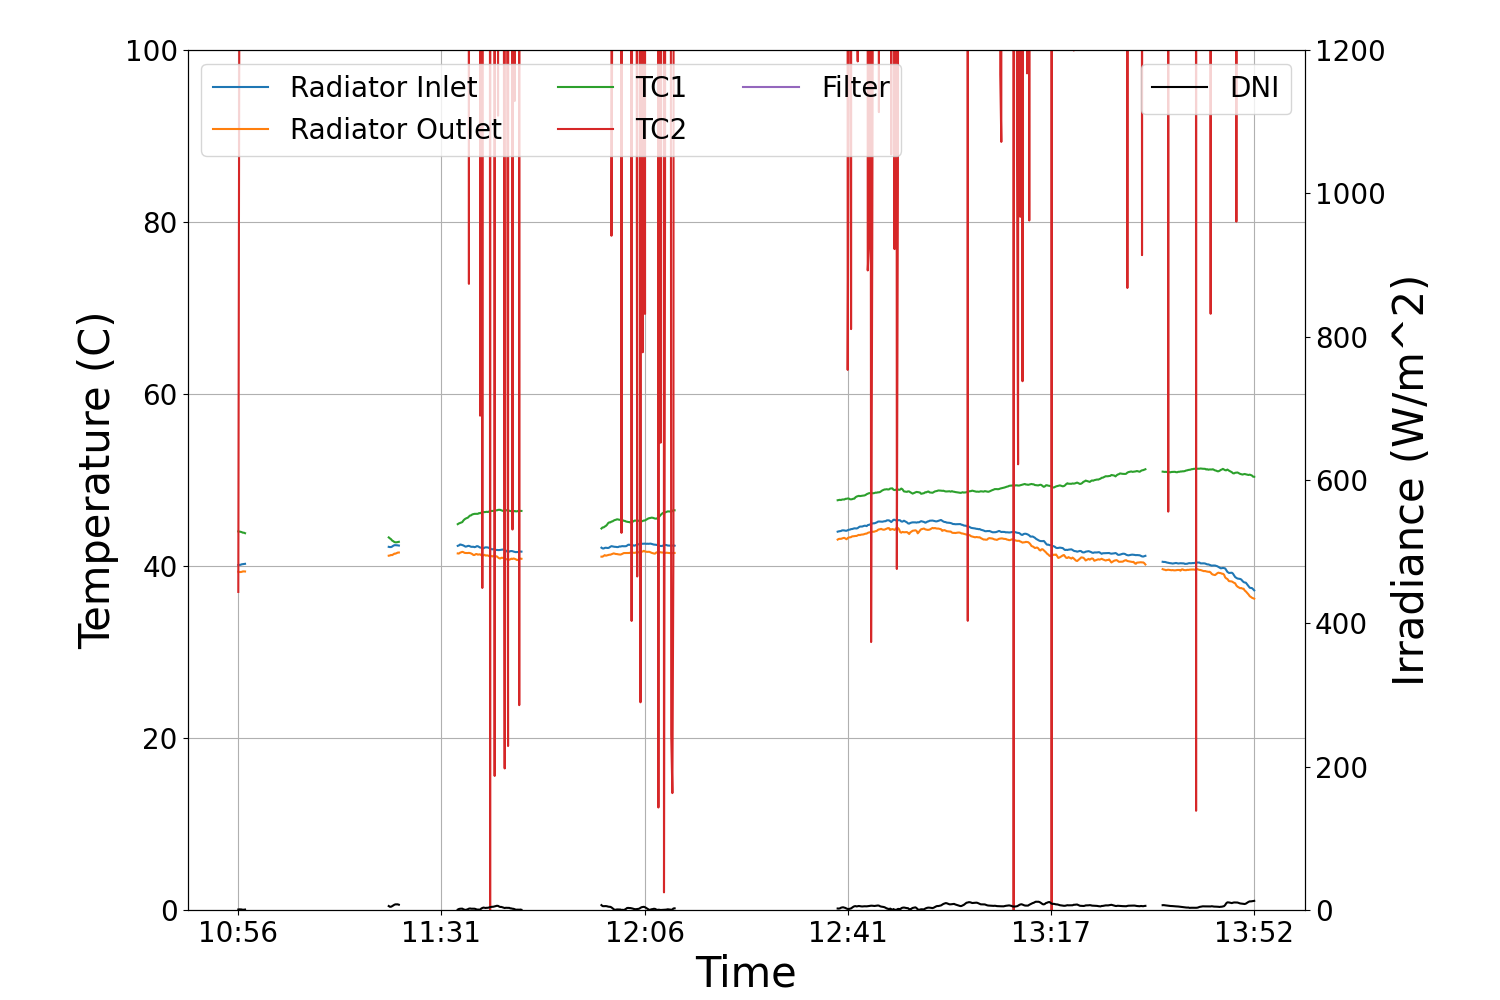 100
80
60
40
20
0
Temperature (C)
Radiator Inlet
Radiator Outlet
TC1
TC2
Filter
DNI
1200
1000
800
600
400
200
0
Irradiance (W/m^2)
10:56 11:31 12:06 12:41 13:17 13:52
Time